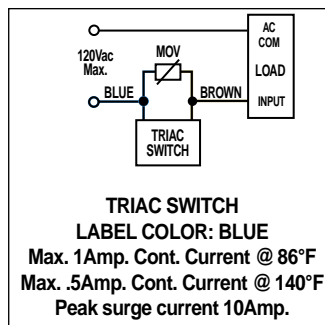 AC
COM
120Vac
Max.
MOV
LOAD
BLUE
BROWN
INPUT
TRIAC
SWITCH
TRIAC SWITCH
LABEL COLOR: BLUE
Max. 1Amp. Cont. Current @ 86°F
Max. .5Amp. Cont. Current @ 140°F
Peak surge current 10Amp.